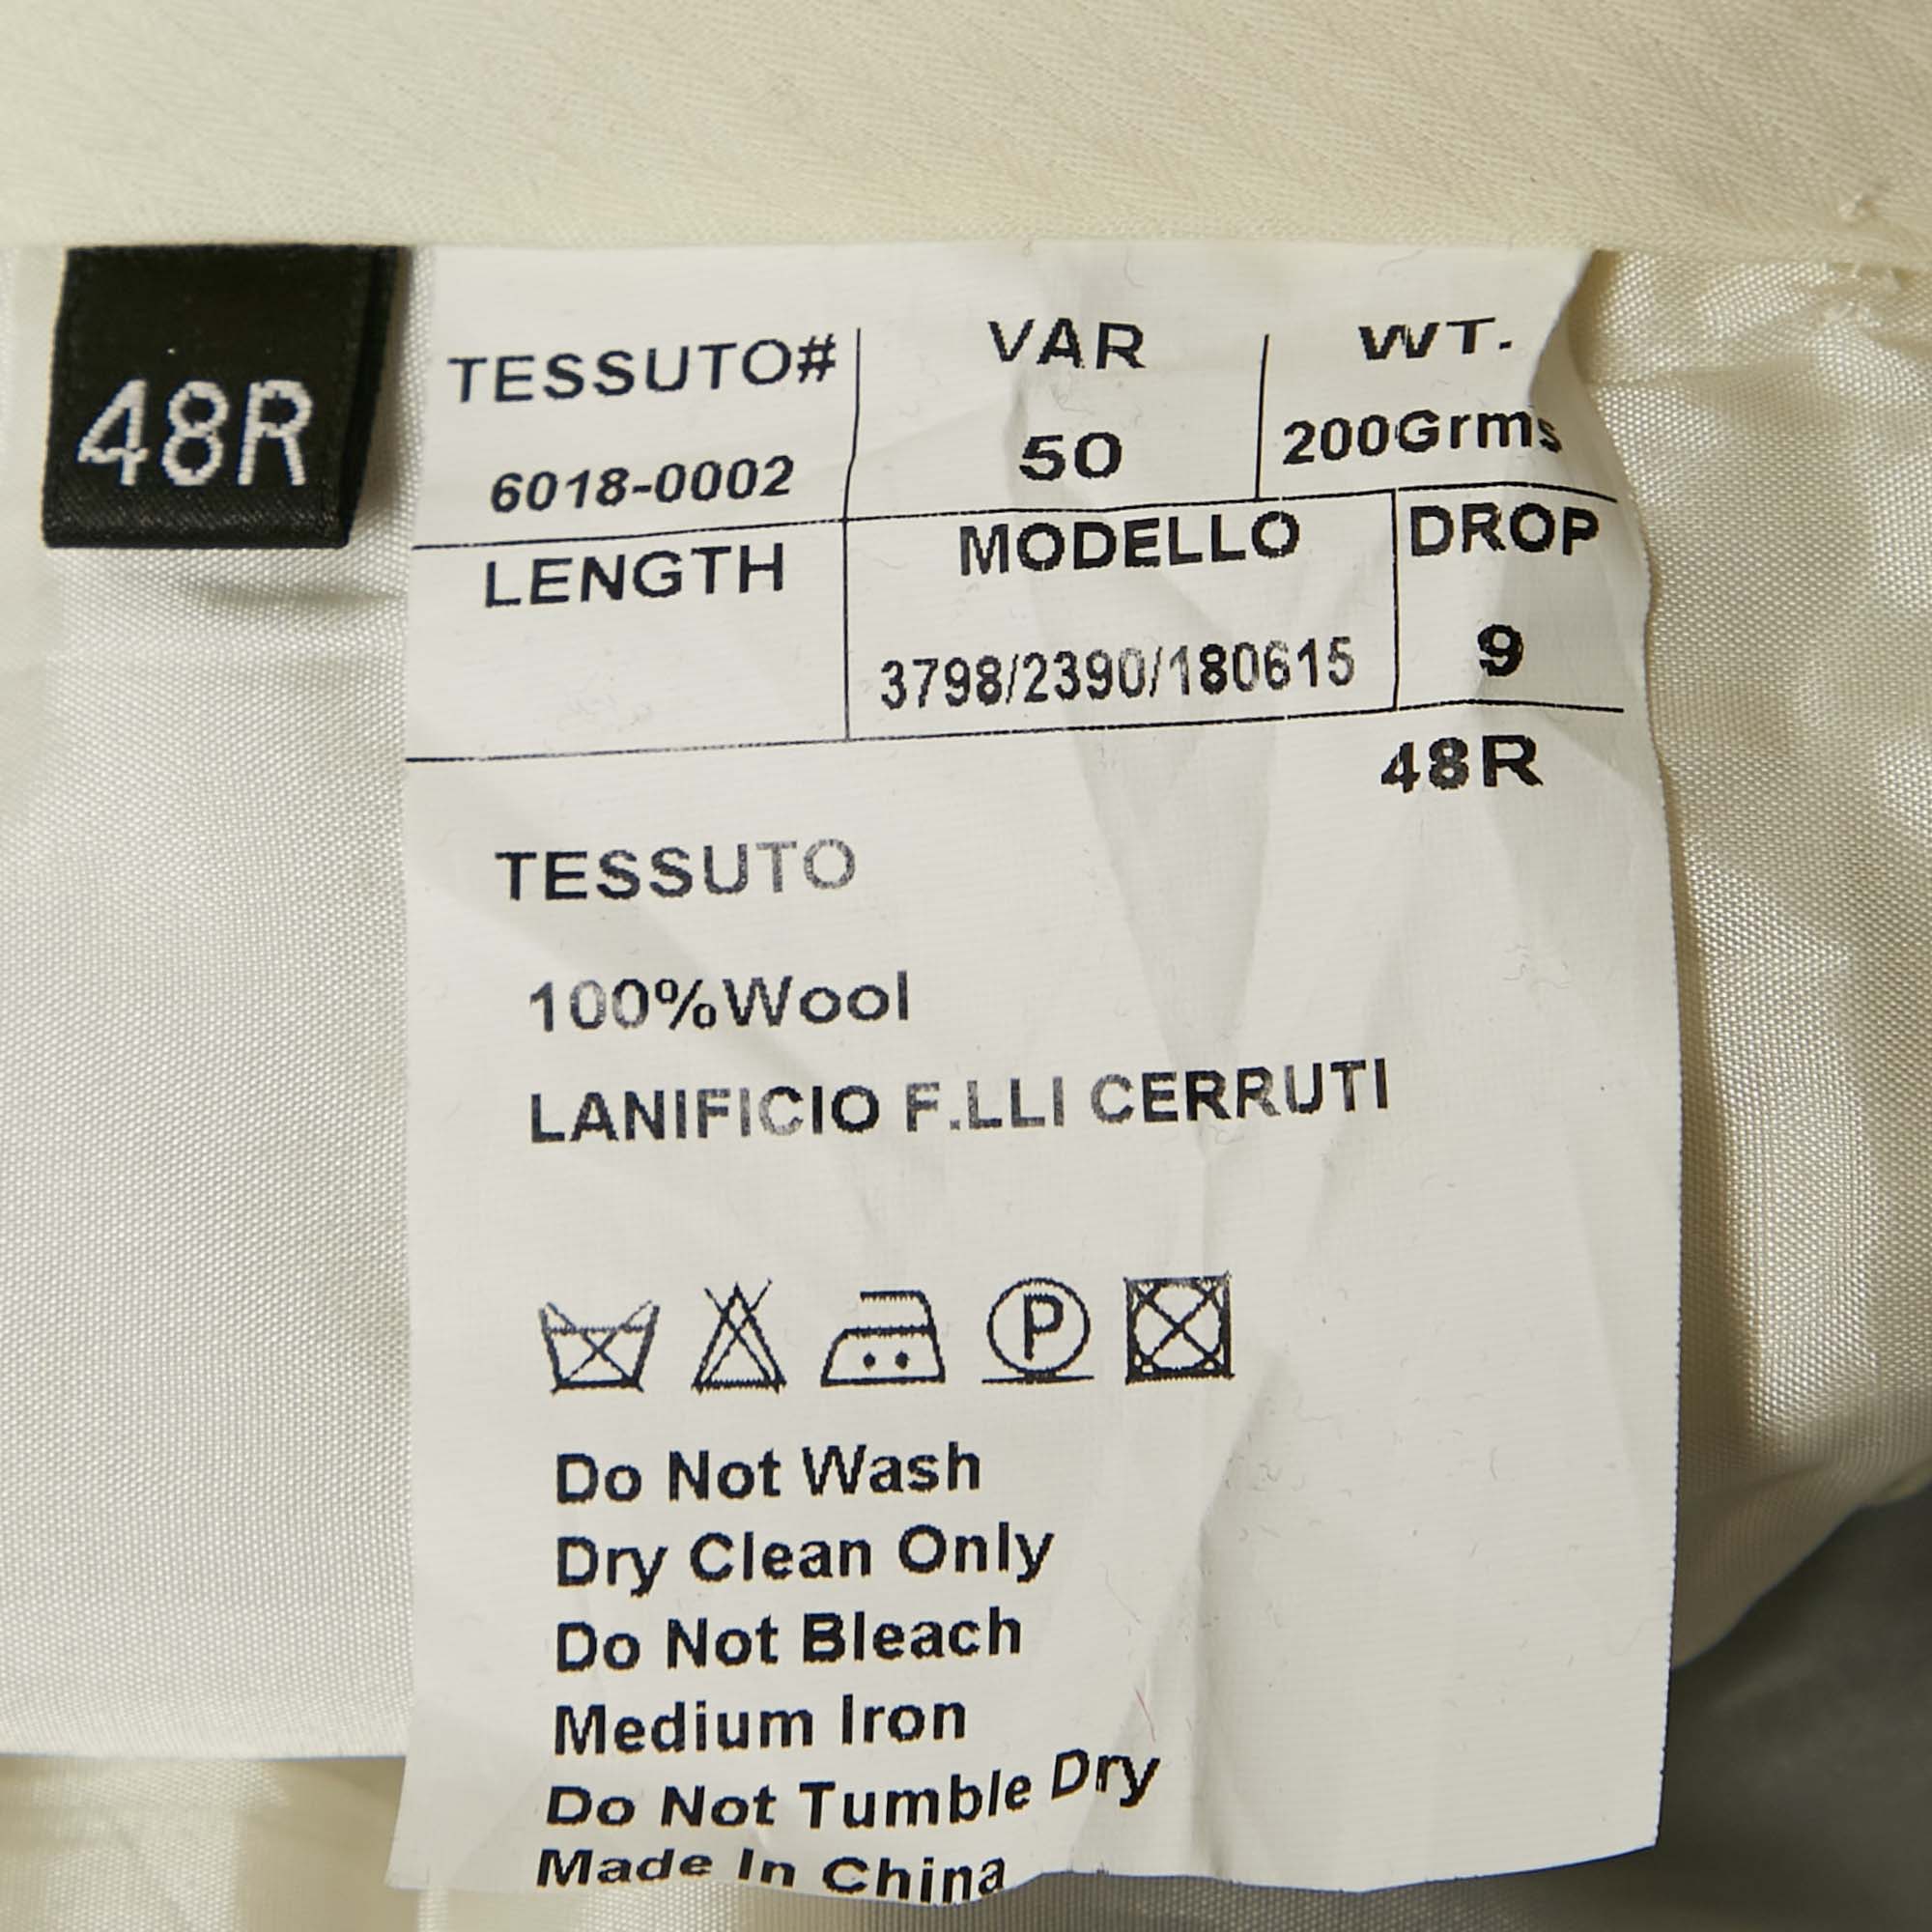 48R
TESSUTO# VAR WT.
6018-0002 50 200Grms
LENGTH MODELLO DROP
3798/2390/180615 9
48R
TESSUTO
100%Wool
LANIFICIO F.LLI CERRUTI
P
Do Not Wash
Dry Clean Only
Do Not Bleach
Medium Iron
Do Not Tumble Dry
Made In China